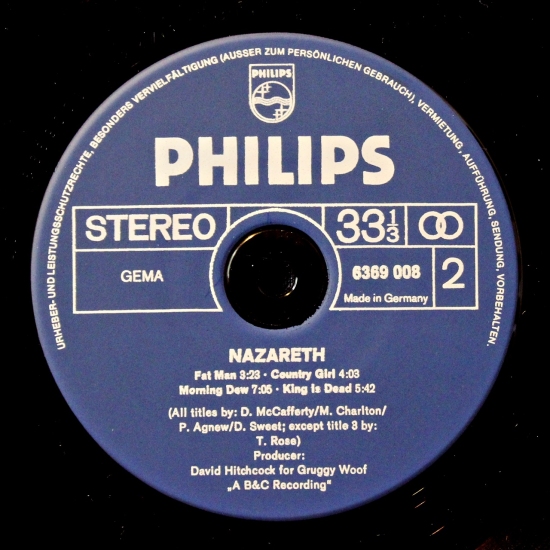 URHEBER- UND LEISTUNGSSCHUTZRECHTE, BESONDERS VERVIELFÄLTIGUNG (AUSSER ZUM PERSÖNLICHEN GEBRAUCH), VERMIETUNG, AUFFÜHRUNG, SENDUNG, VORBEHALTEN.
PHILIPS
PHILIPS
STEREO 33 1/3
GEMA 6369 008 2
Made in Germany
NAZARETH
Fat Man 3:23 · Country Girl 4:03
Morning Dew 7:05 · King is Dead 5:42
(All titles by: D. McCafferty/M. Charlton/
P. Agnew/D. Sweet; except title 3 by:
T. Rose)
Producer:
David Hitchcock for Gruggy Woof
„A B&C Recording“